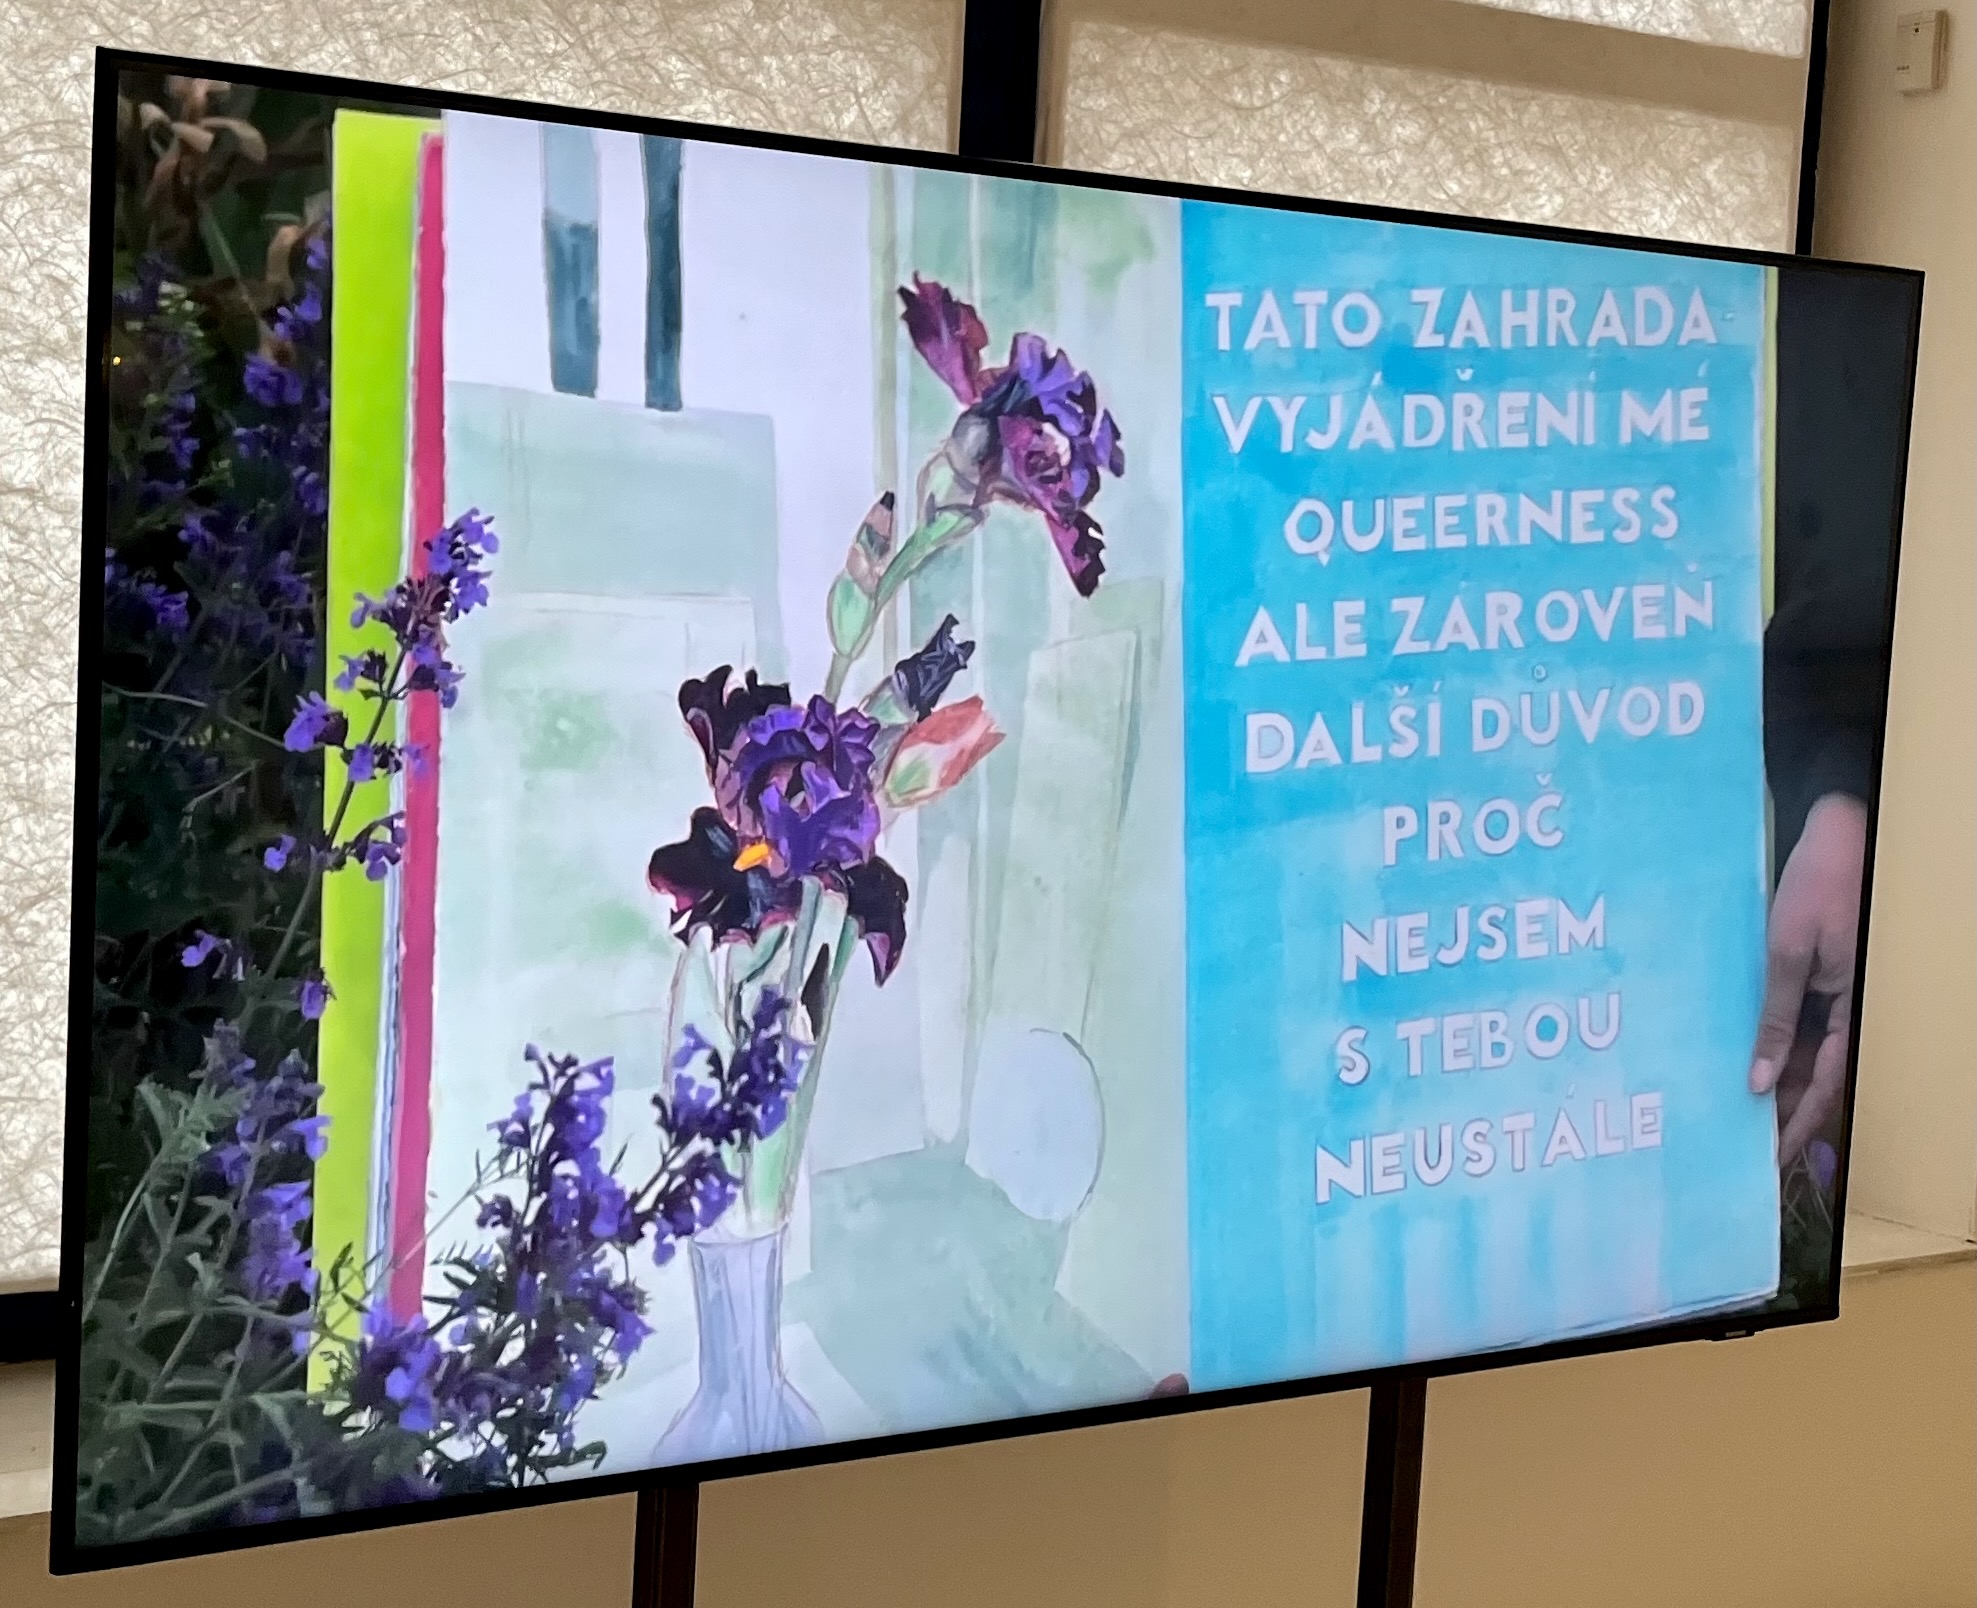 TATO ZAHRADA
VYJÁDŘENÍ MÉ
QUEERNESS
ALE ZÁROVEŇ
DALŠÍ DŮVOD
PROČ
NEJSEM
S TEBOU
NEUSTÁLE